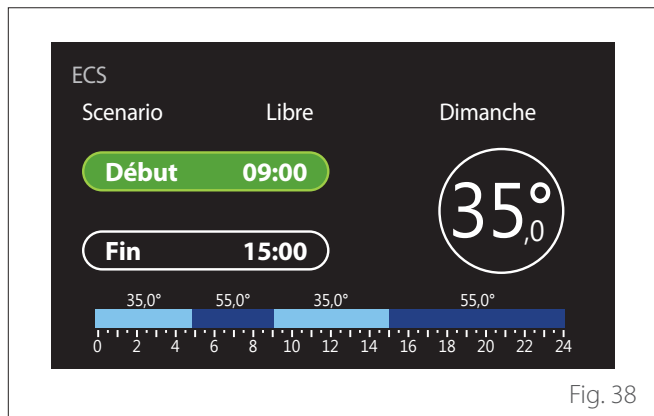 ECS
Scenario Libre Dimanche
Début 09:00
35°,0
Fin 15:00
35,0° 55,0° 35,0° 55,0°
0 2 4 6 8 10 12 14 16 18 20 22 24
Fig. 38